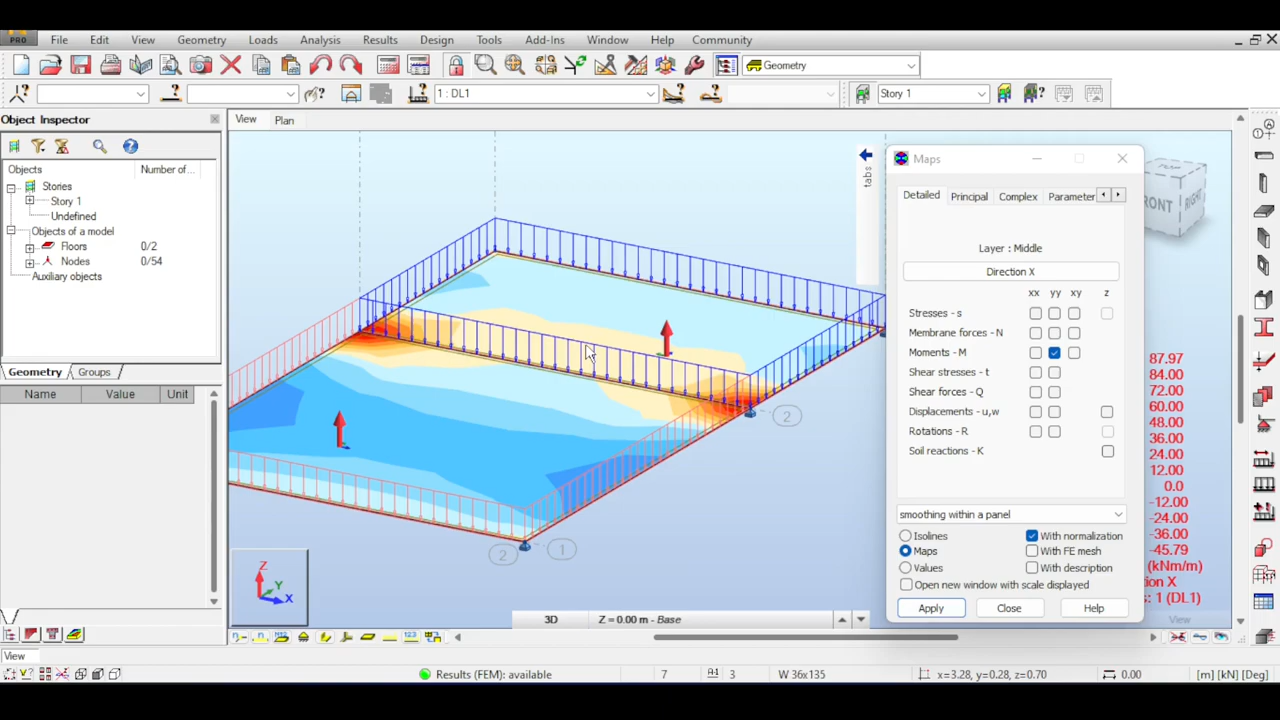 PRO File Edit View Geometry Loads Analysis Results Design Tools Add-Ins Window Help Community
Geometry
1 : DL1 Story 1
Object Inspector
View Plan
Objects Number of...
Stories
Story 1
Undefined
Objects of a model
Floors 0/2
Nodes 0/54
Auxiliary objects
Geometry Groups
Name Value Unit
tabs
TOP
FRONT RIGHT
2
2
1
Z
Y
X
3D Z = 0.00 m - Base
Maps
Detailed Principal Complex Parameter
Layer : Middle
Direction X
xx yy xy z
Stresses - s
Membrane forces - N
Moments - M
Shear stresses - t
Shear forces - Q
Displacements - u,w
Rotations - R
Soil reactions - K
smoothing within a panel
Isolines With normalization
Maps With FE mesh
Values With description
Open new window with scale displayed
Apply Close Help
87.97
84.00
72.00
60.00
48.00
36.00
24.00
12.00
0.0
-12.00
-24.00
-36.00
-45.79
(kNm/m)
ion X
s: 1 (DL1)
View
View
Results (FEM): available 7 3 W 36x135 x=3.28, y=0.28, z=0.70 0.00 [m] [kN] [Deg]